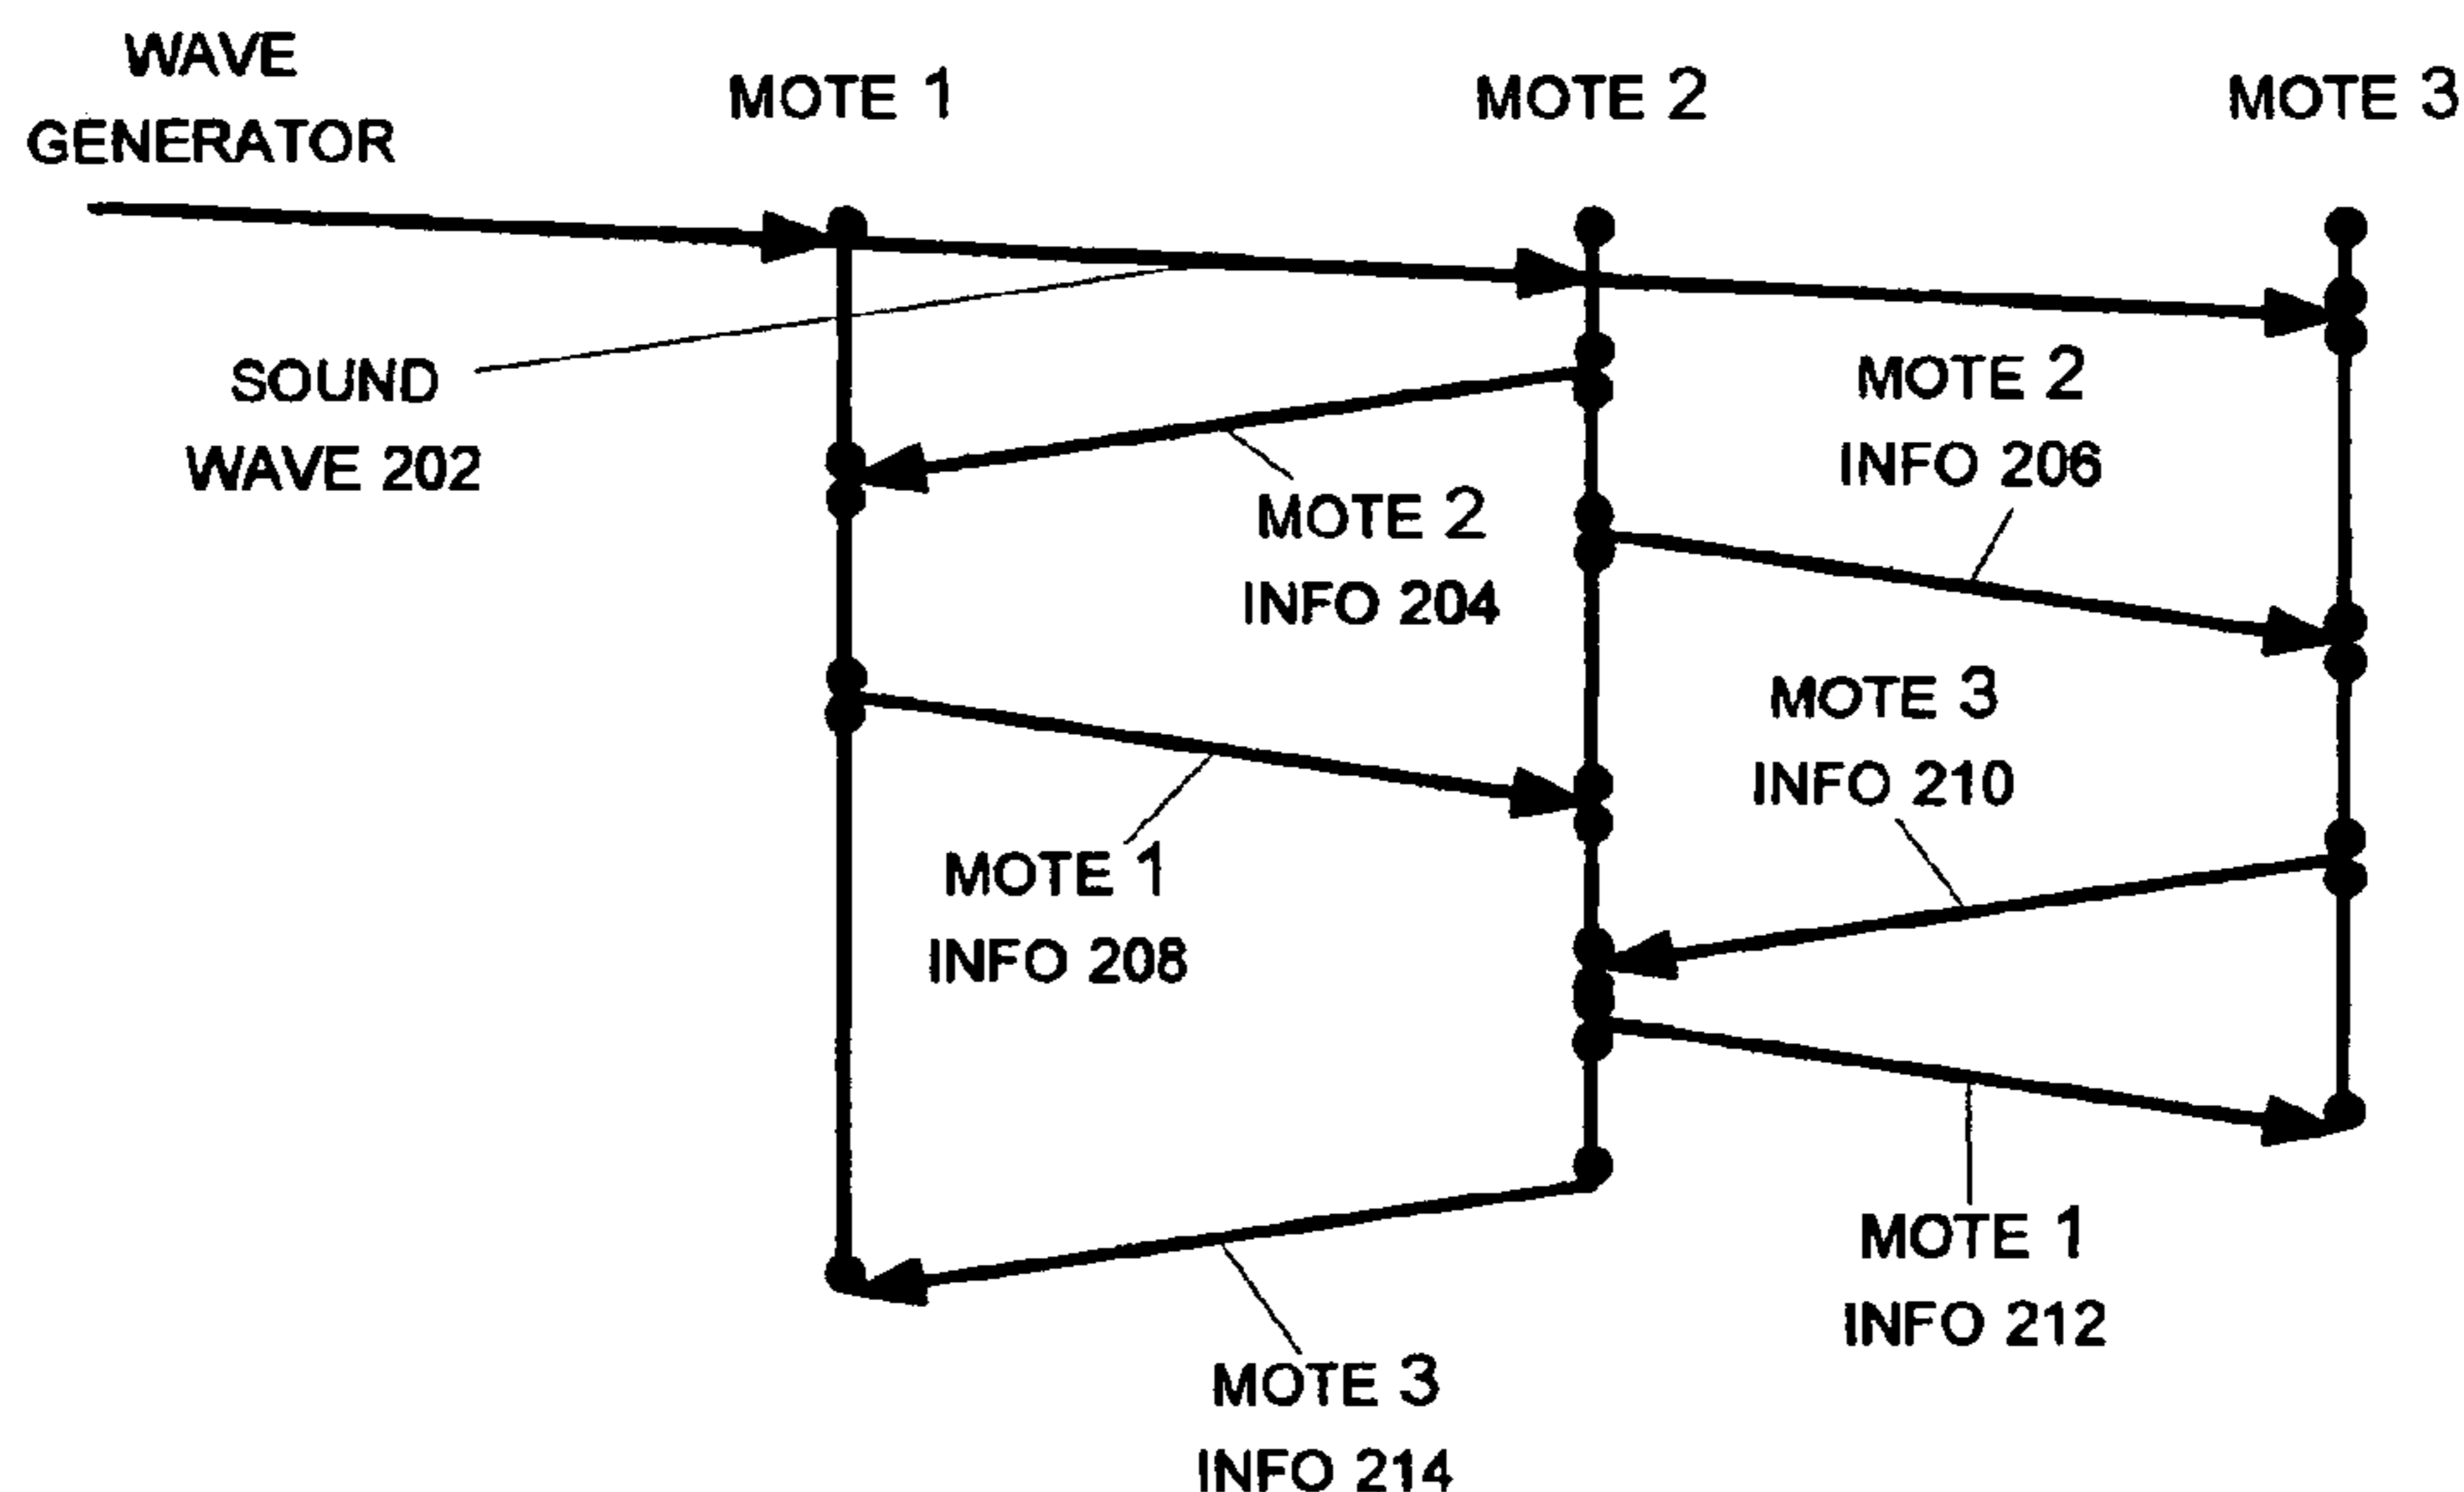 WAVE
GENERATOR
MOTE 1
MOTE 2
MOTE 3
SOUND
WAVE 202
MOTE 2
INFO 204
MOTE 2
INFO 206
MOTE 1
INFO 208
MOTE 3
INFO 210
MOTE 1
INFO 212
MOTE 3
INFO 214